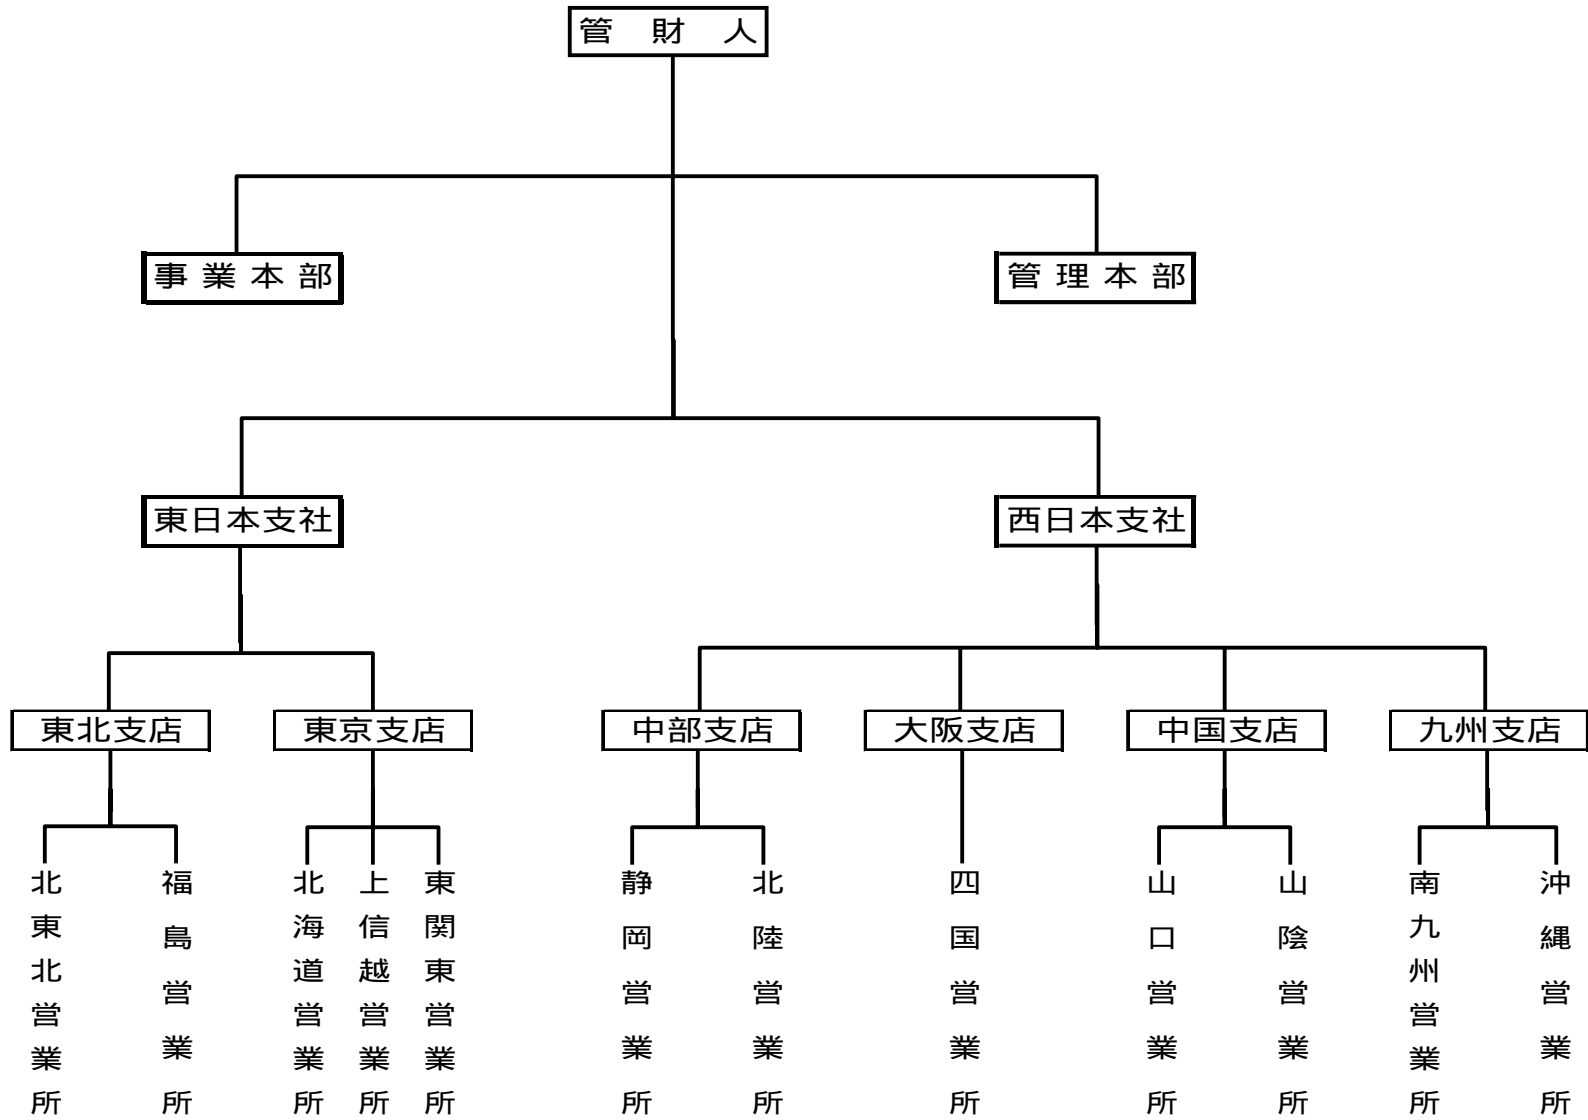 管財人
事業本部
管理本部
東日本支社
西日本支社
東北支店
東京支店
中部支店
大阪支店
中国支店
九州支店
北東北営業所
福島営業所
北海道営業所
上信越営業所
東関東営業所
静岡営業所
北陸営業所
四国営業所
山口営業所
山陰営業所
南九州営業所
沖縄営業所